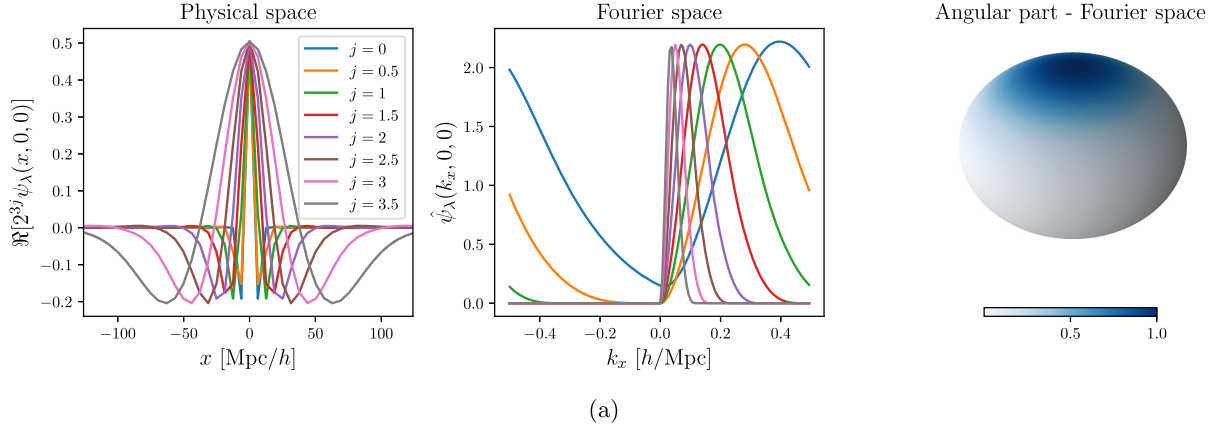 Physical space
Fourier space
Angular part - Fourier space
ℜ[2^{3j}ψ_λ(x, 0, 0)]
0.5
0.4
0.3
0.2
0.1
0.0
−0.1
−0.2
j = 0
j = 0.5
j = 1
j = 1.5
j = 2
j = 2.5
j = 3
j = 3.5
−100 −50 0 50 100
x [Mpc/h]
ψ̂_λ(k_x, 0, 0)
2.0
1.5
1.0
0.5
0.0
−0.4 −0.2 0.0 0.2 0.4
k_x [h/Mpc]
0.5 1.0
(a)